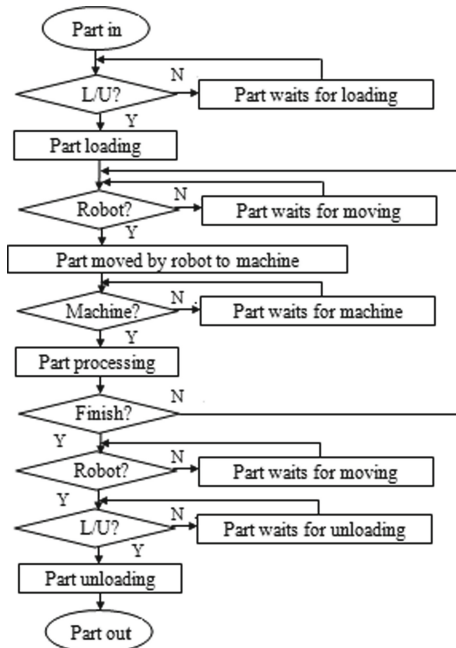 Part in
N
L/U?
Part waits for loading
Y
Part loading
N
Robot?
Part waits for moving
Y
Part moved by robot to machine
N
Machine?
Part waits for machine
Y
Part processing
N
Finish?
Y
N
Robot?
Part waits for moving
Y
N
L/U?
Part waits for unloading
Y
Part unloading
Part out